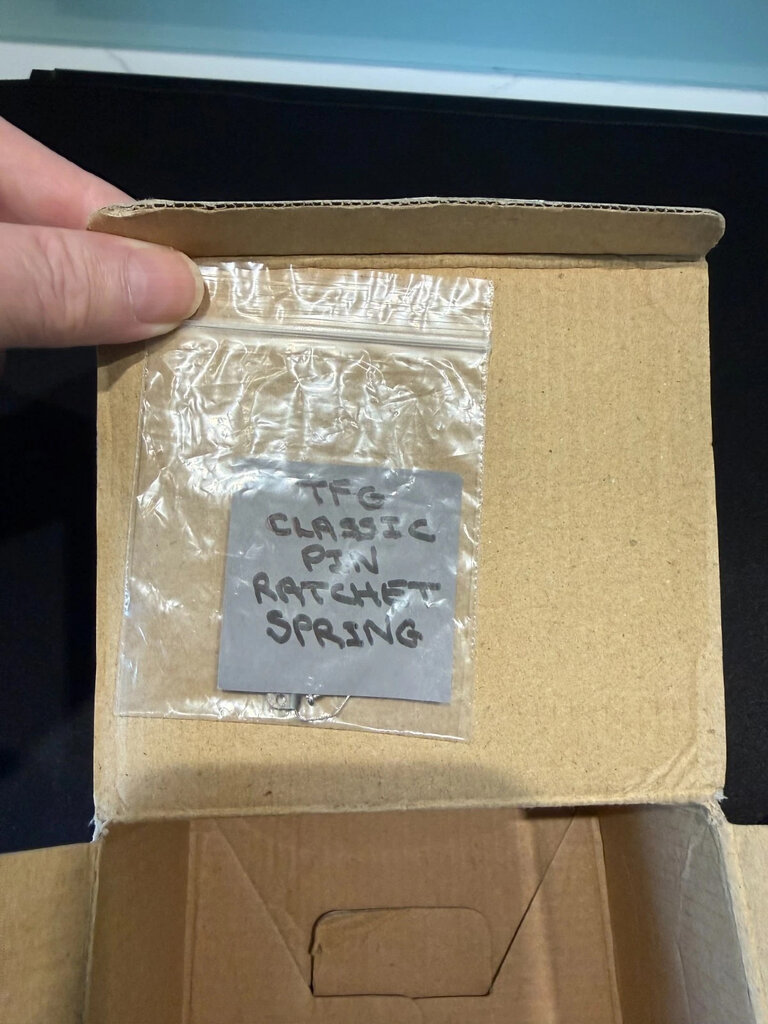 TFG
CLASSIC
PIN
RATCHET
SPRING